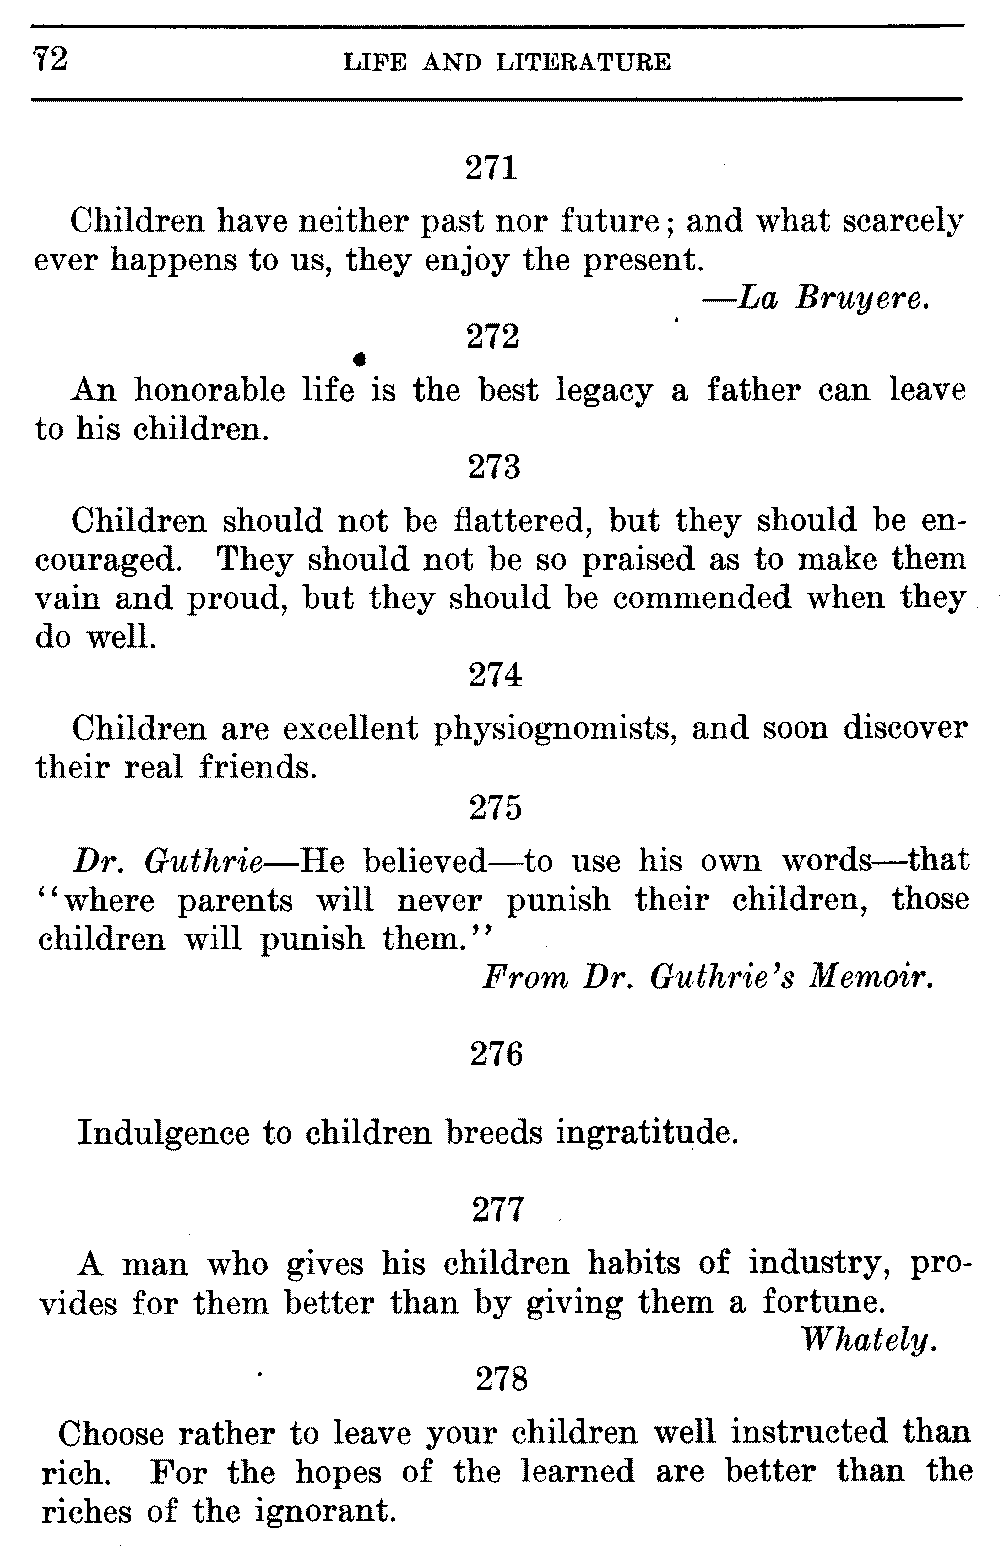 72 LIFE AND LITERATURE
271
Children have neither past nor future; and what scarcely
ever happens to us, they enjoy the present.
—La Bruyere.
272
An honorable life is the best legacy a father can leave
to his children.
273
Children should not be flattered, but they should be en-
couraged. They should not be so praised as to make them
vain and proud, but they should be commended when they
do well.
274
Children are excellent physiognomists, and soon discover
their real friends.
275
Dr. Guthrie—He believed—to use his own words—that
"where parents will never punish their children, those
children will punish them."
From Dr. Guthrie's Memoir.
276
Indulgence to children breeds ingratitude.
277
A man who gives his children habits of industry, pro-
vides for them better than by giving them a fortune.
Whately.
278
Choose rather to leave your children well instructed than
rich. For the hopes of the learned are better than the
riches of the ignorant.